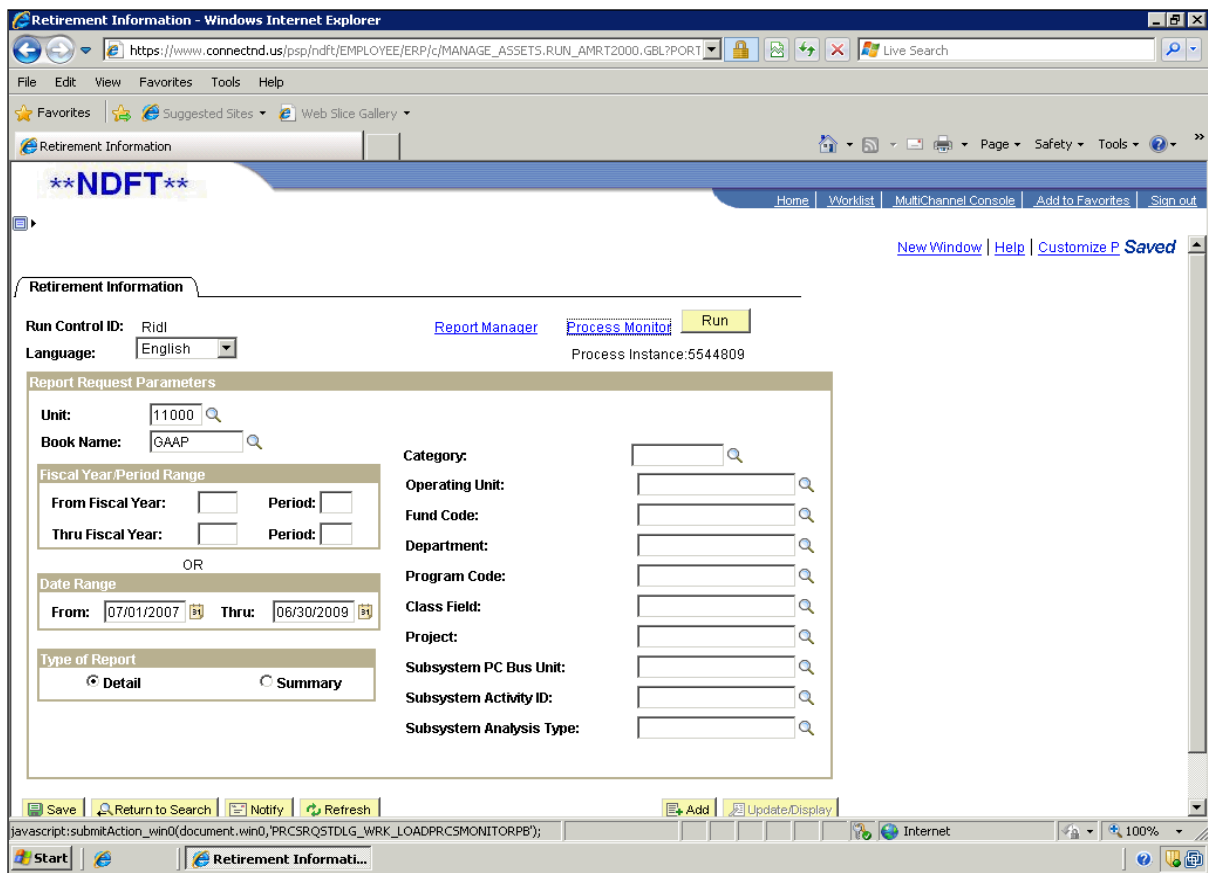 Retirement Information - Windows Internet Explorer
https://www.connectnd.us/psp/ndft/EMPLOYEE/ERP/c/MANAGE_ASSETS.RUN_AMRT2000.GBL?PORT
Live Search
File Edit View Favorites Tools Help
Favorites Suggested Sites Web Slice Gallery
Retirement Information Page Safety Tools »
**NDFT**
Home Worklist MultiChannel Console Add to Favorites Sign out
New Window | Help | Customize P Saved
Retirement Information
Run Control ID: Ridl Report Manager Process Monitor Run
Language: English Process Instance:5544809
Report Request Parameters
Unit: 11000
Book Name: GAAP
Category:
Fiscal Year/Period Range
Operating Unit:
From Fiscal Year: Period:
Fund Code:
Thru Fiscal Year: Period:
Department:
OR
Program Code:
Date Range
From: 07/01/2007 Thru: 06/30/2009
Class Field:
Project:
Type of Report
Subsystem PC Bus Unit:
Detail Summary
Subsystem Activity ID:
Subsystem Analysis Type:
Save Return to Search Notify Refresh Add Update/Display
javascript:submitAction_win0(document.win0,'PRCSRQSTDLG_WRK_LOADPRCSMONITORPB'); Internet 100%
Start Retirement Informati...